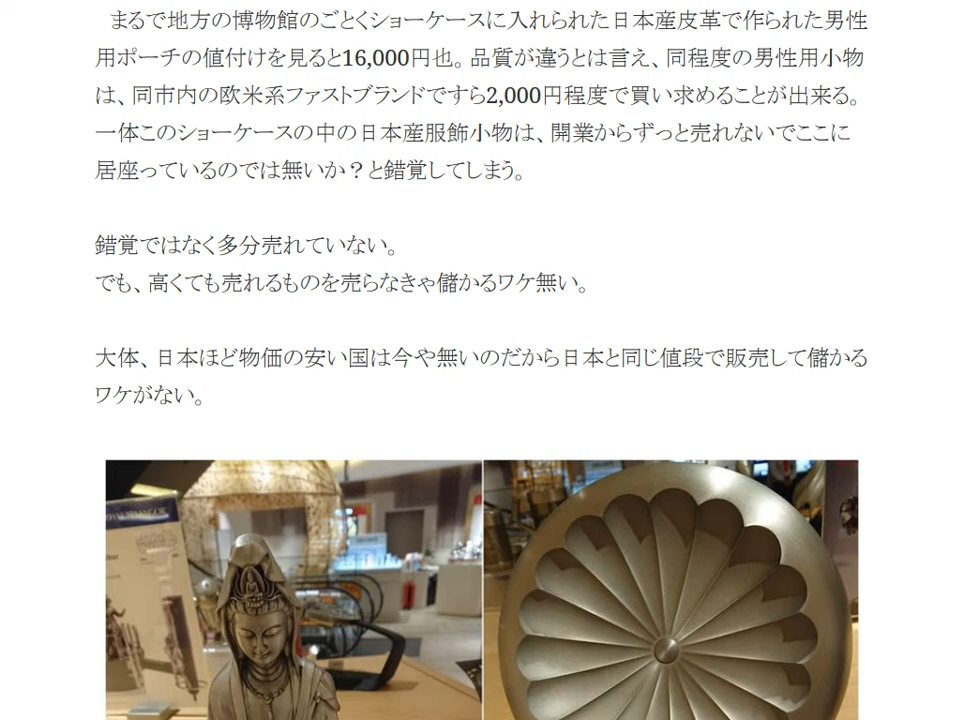 まるで地方の博物館のごとくショーケースに入れられた日本産皮革で作られた男性
用ポーチの値付けを見ると16,000円也。品質が違うとは言え、同程度の男性用小物
は、同市内の欧米系ファストブランドですら2,000円程度で買い求めることが出来る。
一体このショーケースの中の日本産服飾小物は、開業からずっと売れないでここに
居座っているのでは無いか？と錯覚してしまう。
錯覚ではなく多分売れていない。
でも、高くても売れるものを売らなきゃ儲かるワケ無い。
大体、日本ほど物価の安い国は今や無いのだから日本と同じ値段で販売して儲かる
ワケがない。